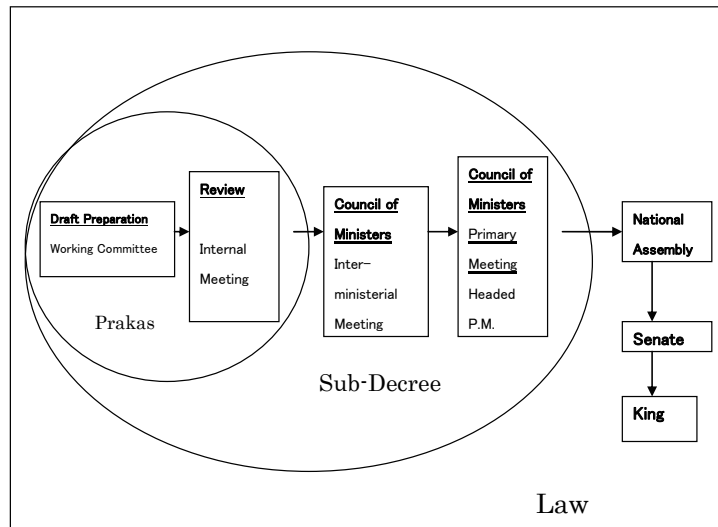 Draft Preparation
Working Committee
Review
Internal
Meeting
Prakas
Council of
Ministers
Inter-
ministerial
Meeting
Council of
Ministers
Primary
Meeting
Headed
P.M.
Sub-Decree
National
Assembly
Senate
King
Law